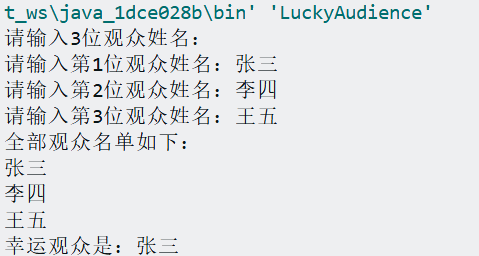 t_ws\java_1dce028b\bin' 'LuckyAudience'
请输入3位观众姓名:
请输入第1位观众姓名：张三
请输入第2位观众姓名：李四
请输入第3位观众姓名：王五
全部观众名单如下：
张三
李四
王五
幸运观众是：张三